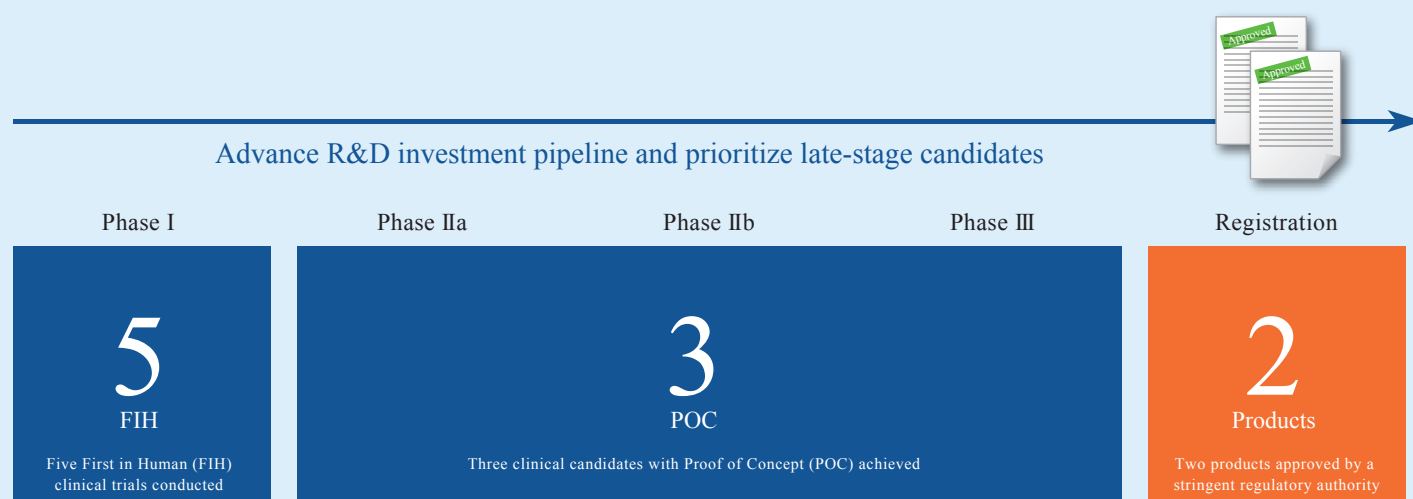 Approved
Approved
Advance R&D investment pipeline and prioritize late-stage candidates
Phase Ⅰ
Phase Ⅱa
Phase Ⅱb
Phase Ⅲ
Registration
5
FIH
Five First in Human (FIH)
clinical trials conducted
3
POC
Three clinical candidates with Proof of Concept (POC) achieved
2
Products
Two products approved by a
stringent regulatory authority